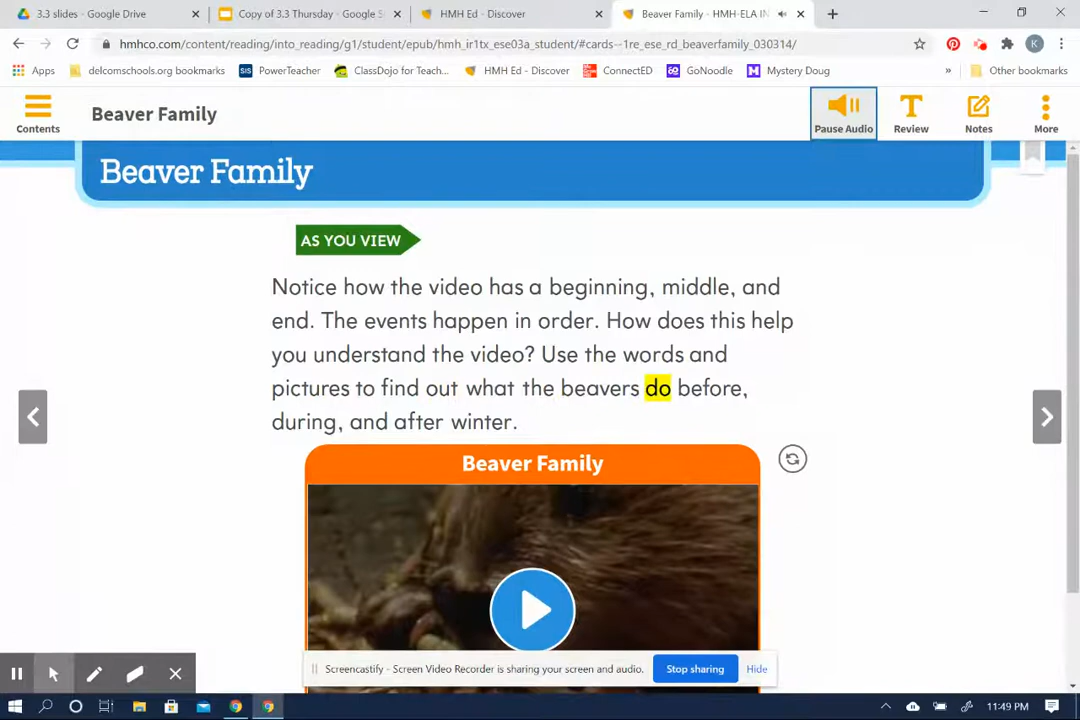 3.3 slides - Google Drive
Copy of 3.3 Thursday - Google S
HMH Ed - Discover
Beaver Family - HMH-ELA IN
hmhco.com/content/reading/into_reading/g1/student/epub/hmh_ir1tx_ese03a_student/#cards--1re_ese_rd_beaverfamily_030314/
K
Apps
delcomschools.org bookmarks
SIS
PowerTeacher
ClassDojo for Teach...
HMH Ed - Discover
ConnectED
GoNoodle
M
Mystery Doug
»
Other bookmarks
Contents
Beaver Family
Pause Audio
T
Review
Notes
More
Beaver Family
AS YOU VIEW
Notice how the video has a beginning, middle, and
end. The events happen in order. How does this help
you understand the video? Use the words and
pictures to find out what the beavers do before,
during, and after winter.
Beaver Family
Screencastify - Screen Video Recorder is sharing your screen and audio.
Stop sharing
Hide
11:49 PM